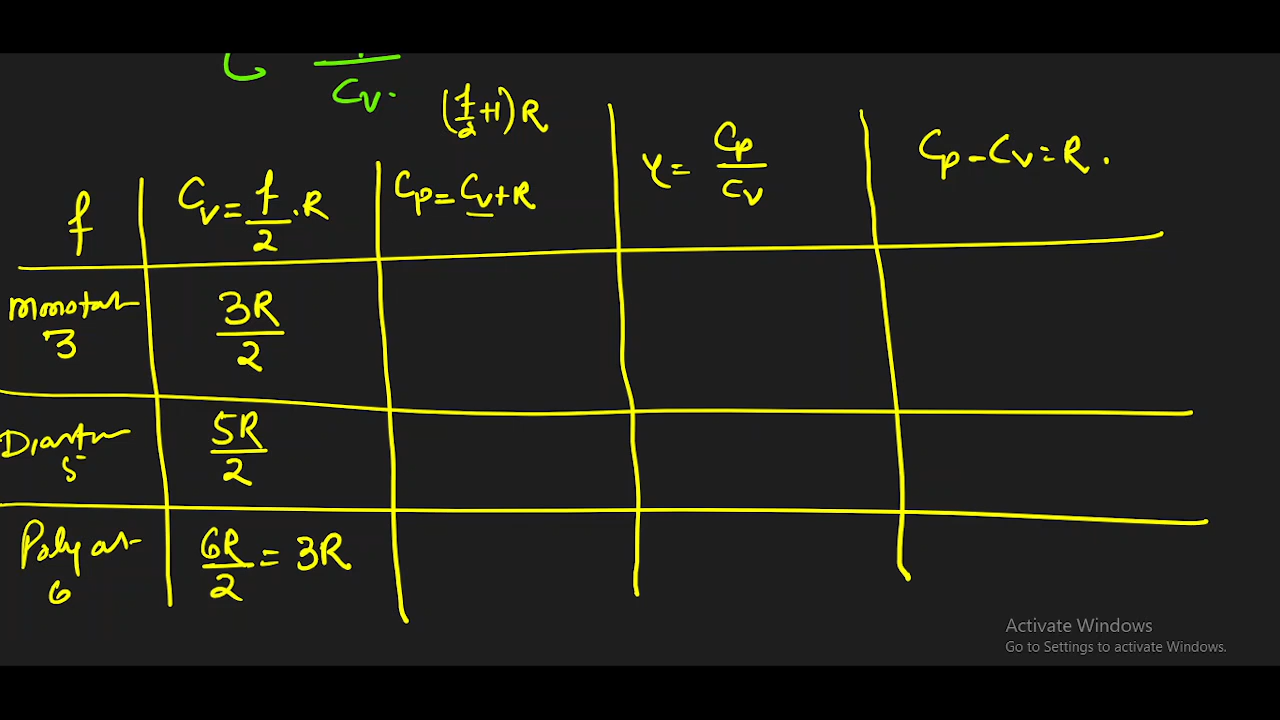 Cv.
(f/2+1)R
f
Cv = f/2 . R
Cp = Cv+R
γ = Cp/Cv
Cp - Cv = R .
3
3R/2
5
5R/2
6
6R/2 = 3R
Activate Windows
Go to Settings to activate Windows.